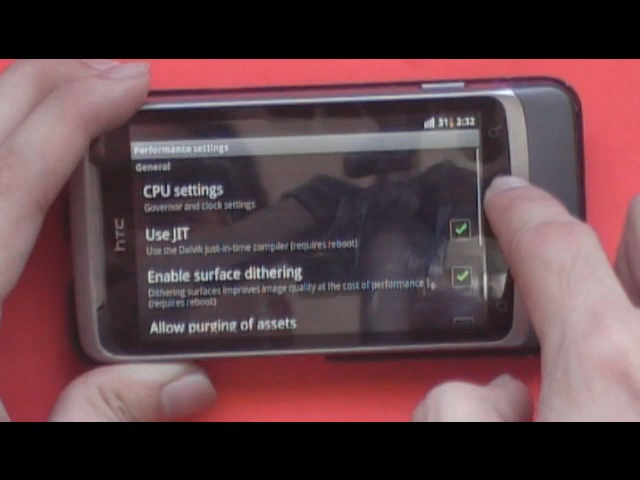 31 2:32
Performance settings
General
CPU settings
Governor and clock settings
Use JIT
Use the Dalvik just-in-time compiler (requires reboot)
Enable surface dithering
Dithering surfaces improves image quality at the cost of performance
(requires reboot)
Allow purging of assets
hTC